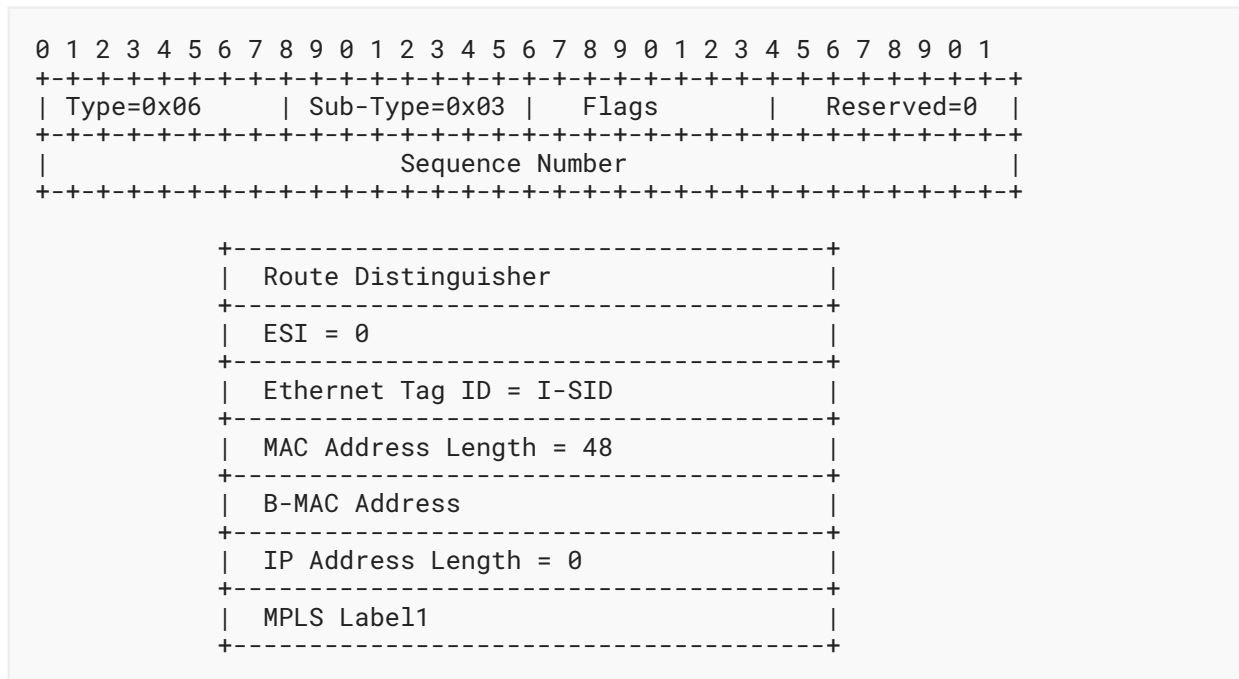 0 1 2 3 4 5 6 7 8 9 0 1 2 3 4 5 6 7 8 9 0 1 2 3 4 5 6 7 8 9 0 1
+-+-+-+-+-+-+-+-+-+-+-+-+-+-+-+-+-+-+-+-+-+-+-+-+-+-+-+-+-+-+-+-+
| Type=0x06     | Sub-Type=0x03 |   Flags       |   Reserved=0  |
+-+-+-+-+-+-+-+-+-+-+-+-+-+-+-+-+-+-+-+-+-+-+-+-+-+-+-+-+-+-+-+-+
|                       Sequence Number                         |
+-+-+-+-+-+-+-+-+-+-+-+-+-+-+-+-+-+-+-+-+-+-+-+-+-+-+-+-+-+-+-+-+
+---------------------------------------+
|  Route Distinguisher                  |
+---------------------------------------+
|  ESI = 0                              |
+---------------------------------------+
|  Ethernet Tag ID = I-SID              |
+---------------------------------------+
|  MAC Address Length = 48              |
+---------------------------------------+
|  B-MAC Address                        |
+---------------------------------------+
|  IP Address Length = 0                |
+---------------------------------------+
|  MPLS Label1                          |
+---------------------------------------+